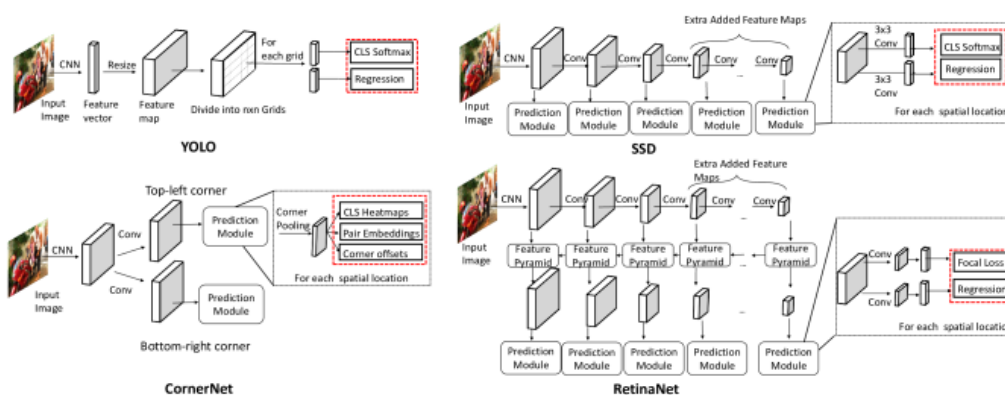 CNN
Resize
For
each grid
CLS Softmax
Regression
Input
Image
Feature
vector
Feature
map
Divide into nxn Grids
YOLO
Extra Added Feature Maps
CNN
Conv
Conv
Conv
Conv
Conv
...
Input
Image
Prediction
Module
Prediction
Module
Prediction
Module
Prediction
Module
Prediction
Module
3x3
Conv
3x3
Conv
CLS Softmax
Regression
For each spatial location
SSD
Top-left corner
CNN
Conv
Conv
Input
Image
Prediction
Module
Prediction
Module
Corner
Pooling
CLS Heatmaps
Pair Embeddings
Corner offsets
For each spatial location
Bottom-right corner
CornerNet
Extra Added Feature
Maps
CNN
Conv
Conv
Conv
Conv
Conv
...
Input
Image
Feature
Pyramid
Feature
Pyramid
Feature
Pyramid
Feature
Pyramid
...
Feature
Pyramid
...
Prediction
Module
Prediction
Module
Prediction
Module
Prediction
Module
Prediction
Module
Conv
Conv
Focal Loss
Regression
For each spatial location
RetinaNet